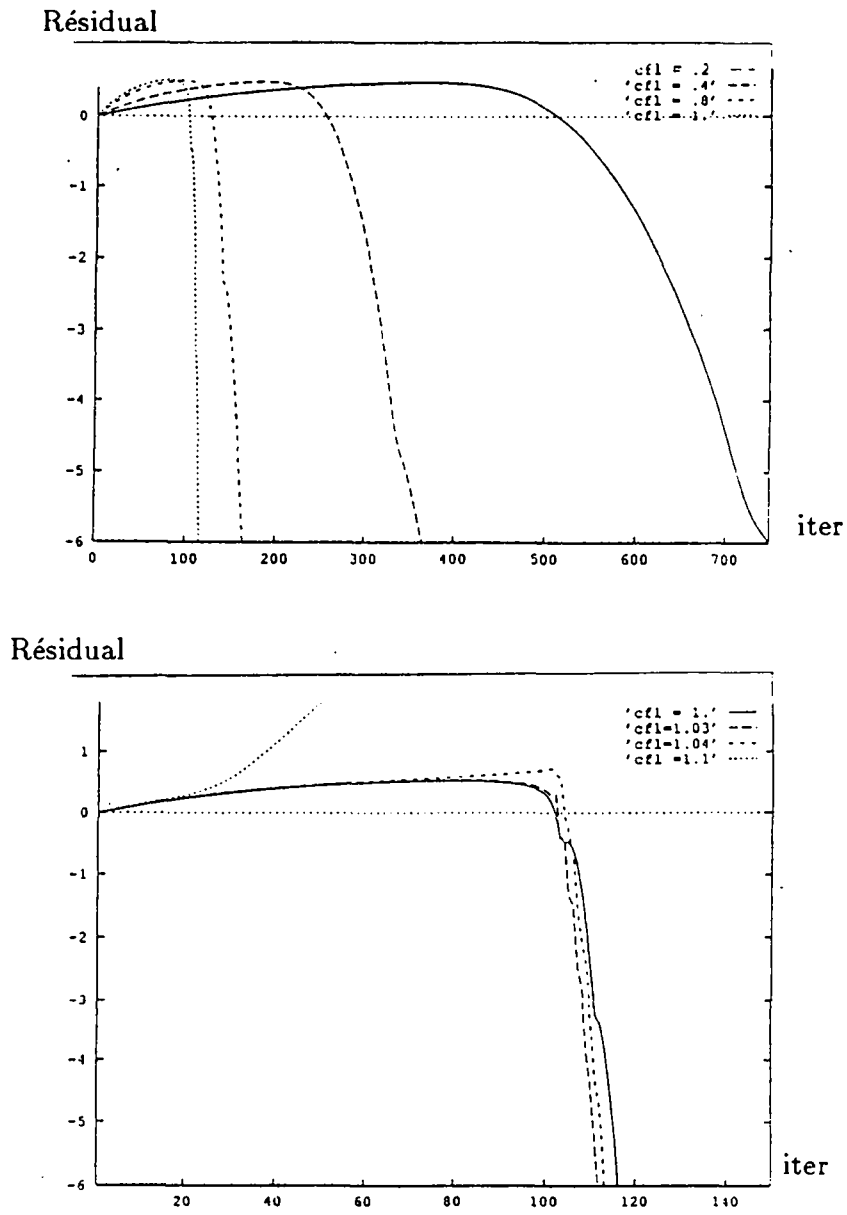 Résidual
cfl = .2
'cfl = .4'
'cfl = .8'
'cfl = 1.'
0
-1
-2
-3
-4
-5
-6
0 100 200 300 400 500 600 700
iter
Résidual
'cfl = 1.'
'cfl=1.03'
'cfl=1.04'
'cfl =1.1'
1
0
-1
-2
-3
-4
-5
-6
20 40 60 80 100 120 140
iter